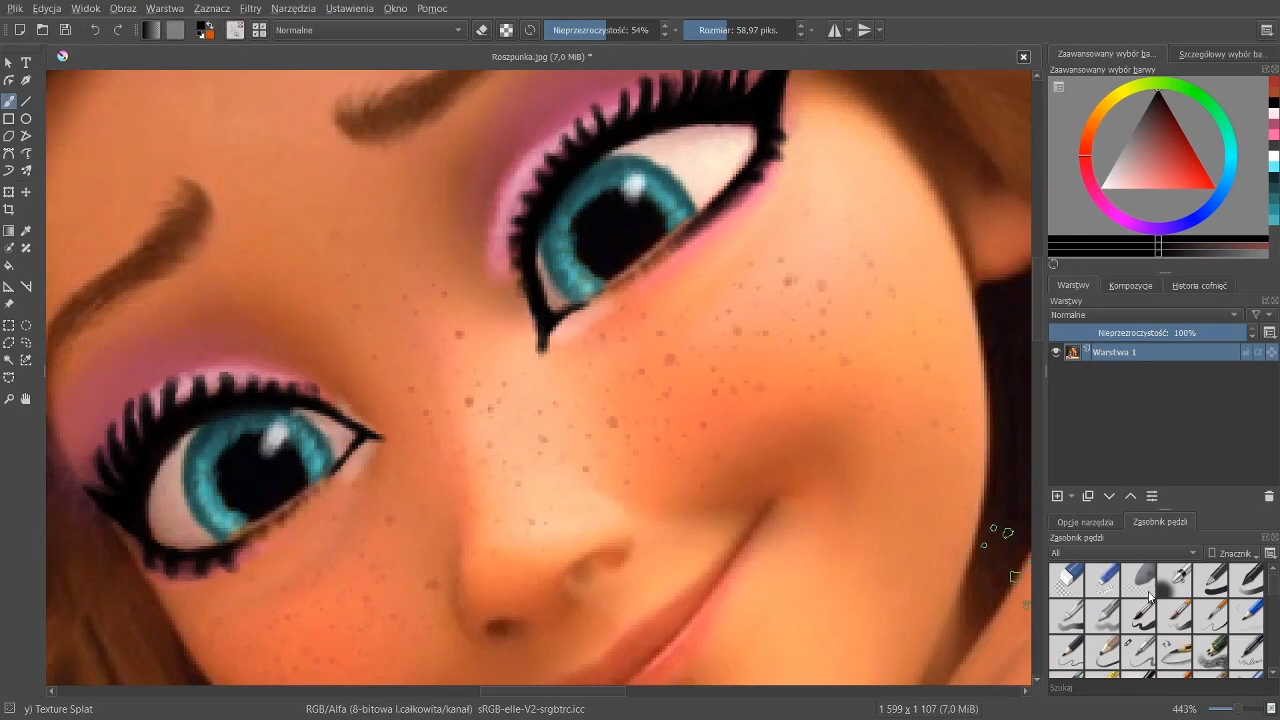 Plik Edycja Widok Obraz Warstwa Zaznacz Filtry Narzędzia Ustawienia Okno Pomoc
Normalne Nieprzezroczystość: 54% Rozmiar: 58,97 piks.
Roszpunka.jpg (7,0 MiB) *
Zaawansowany wybór ba... Szczegółowy wybór ba...
Zaawansowany wybór barwy
Warstwy Kompozycje Historia cofnięć
Warstwy
Normalne
Nieprzezroczystość: 100%
Warstwa 1
Opcje narzędzia Zasobnik pędzli
Zasobnik pędzli
All Znacznik
Szukaj
y) Texture Splat RGB/Alfa (8-bitowa l.całkowita/kanał) sRGB-elle-V2-srgbtrc.icc 1 599 x 1 107 (7,0 MiB) 443%